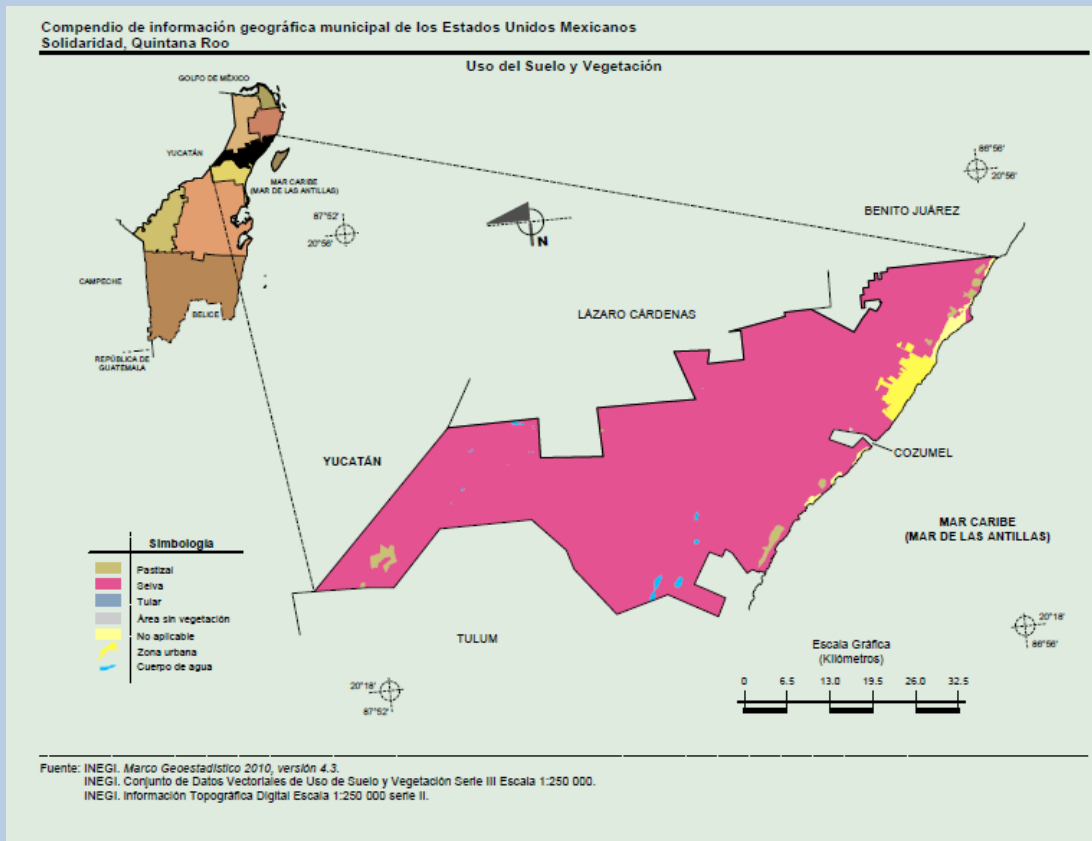 Compendio de información geográfica municipal de los Estados Unidos Mexicanos
Solidaridad, Quintana Roo
Uso del Suelo y Vegetación
GOLFO DE MÉXICO
YUCATÁN
MAR CARIBE
(MAR DE LAS ANTILLAS)
CAMPECHE
BELICE
REPÚBLICA DE
GUATEMALA
87°52'
20°56'
N
86°56'
20°56'
BENITO JUÁREZ
LÁZARO CÁRDENAS
YUCATÁN
COZUMEL
MAR CARIBE
(MAR DE LAS ANTILLAS)
TULUM
Simbología
Pastizal
Selva
Tular
Área sin vegetación
No aplicable
Zona urbana
Cuerpo de agua
20°18'
87°52'
20°18'
86°56'
Escala Gráfica
(Kilómetros)
0 6.5 13.0 19.5 26.0 32.5
Fuente: INEGI. Marco Geoestadístico 2010, versión 4.3.
INEGI. Conjunto de Datos Vectoriales de Uso de Suelo y Vegetación Serie III Escala 1:250 000.
INEGI. Información Topográfica Digital Escala 1:250 000 serie II.